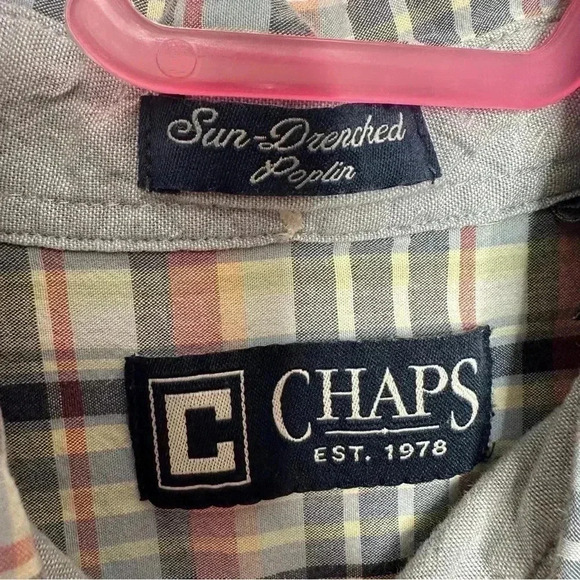 Sun-Drenched
Poplin
C CHAPS
EST. 1978